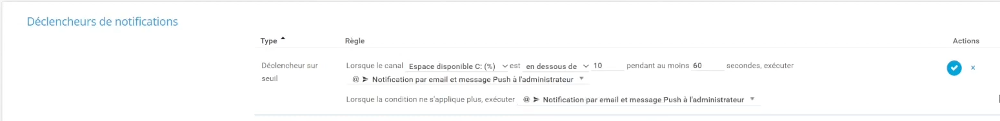 Déclencheurs de notifications
Type Règle Actions
Déclencheur sur seuil
Lorsque le canal Espace disponible C: (%) est en dessous de 10 pendant au moins 60 secondes, exécuter
@ Notification par email et message Push à l'administrateur
Lorsque la condition ne s'applique plus, exécuter @ Notification par email et message Push à l'administrateur